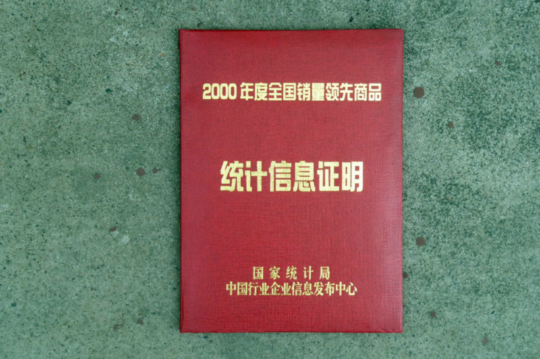 2000年度全国销量领先商品
统计信息证明
国家统计局
中国行业企业信息发布中心